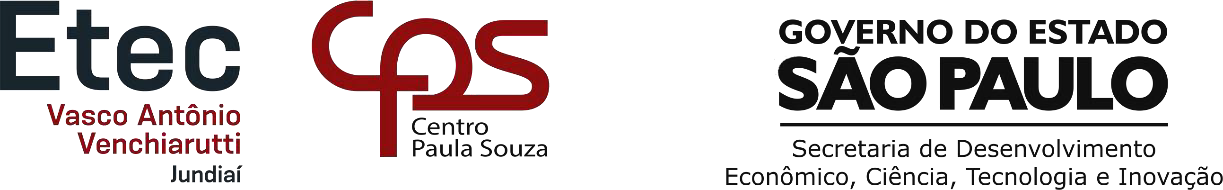 Etec
Vasco Antônio
Venchiarutti
Jundiaí
cps
Centro
Paula Souza
GOVERNO DO ESTADO
SÃO PAULO
Secretaria de Desenvolvimento
Econômico, Ciência, Tecnologia e Inovação